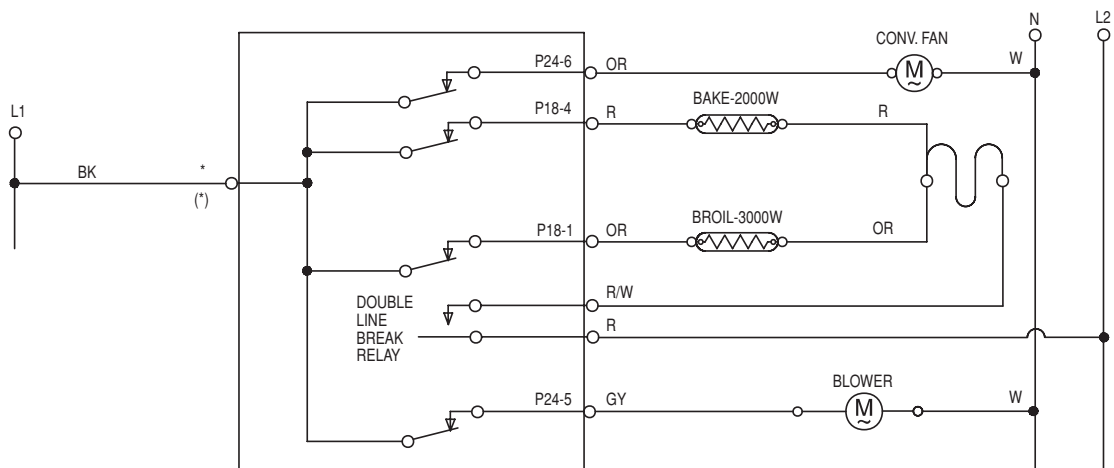 N
L2
CONV. FAN
P24-6
OR
M
~
W
L1
P18-4
R
BAKE-2000W
R
BK
*
(*)
P18-1
OR
BROIL-3000W
OR
DOUBLE
LINE
BREAK
RELAY
R/W
R
BLOWER
P24-5
GY
M
~
W